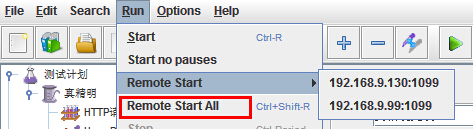 File Edit Search Run Options Help
Start Ctrl-R
Start no pauses
Remote Start
192.168.9.130:1099
Remote Start All Ctrl+Shift-R
192.168.9.99:1099
测试计划
真精明
HTTP请